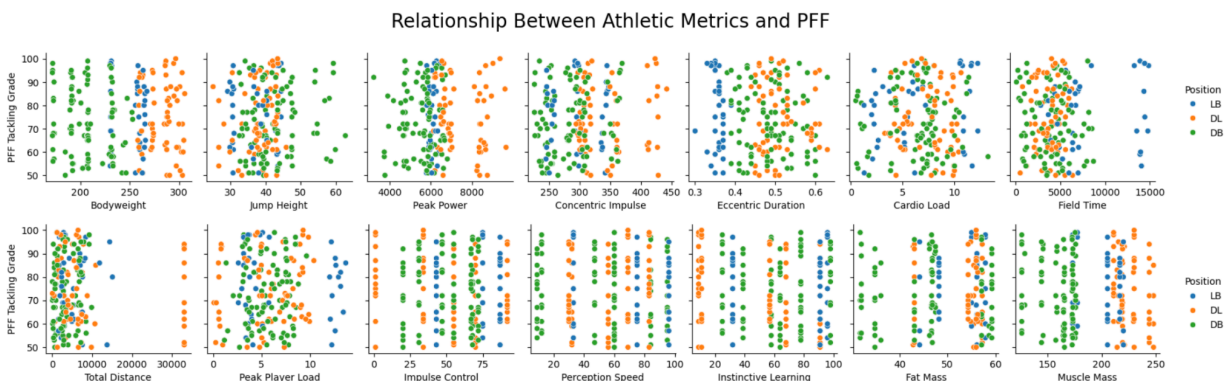 Relationship Between Athletic Metrics and PFF
PFF Tackling Grade
100
90
80
70
60
50
200 250 300
Bodyweight
30 40 50 60
Jump Height
4000 6000 8000
Peak Power
250 300 350 400 450
Concentric Impulse
0.3 0.4 0.5 0.6
Eccentric Duration
0 5 10
Cardio Load
0 5000 10000 15000
Field Time
Position
LB
DL
DB
PFF Tackling Grade
100
90
80
70
60
50
0 10000 20000 30000
Total Distance
0 5 10
Peak Player Load
0 25 50 75
Impulse Control
0 20 40 60 80 100
Perception Speed
0 20 40 60 80 100
Instinctive Learning
40 50 60
Fat Mass
150 200 250
Muscle Mass
Position
LB
DL
DB